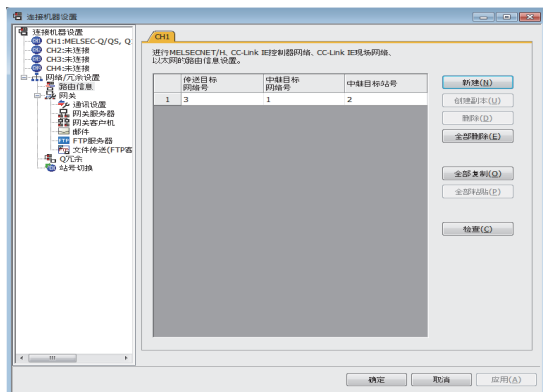 连接机器设置
连接机器设置
CH1:MELSEC-Q/QS, Q
CH2:未连接
CH3:未连接
CH4:未连接
网络/冗余设置
路由信息
网关
通讯设置
网关服务器
网关客户机
邮件
FTP服务器
文件传送(FTP客
Q冗余
站号切换
CH1
进行MELSECNET/H、CC-Link IE控制器网络、CC-Link IE现场网络、
以太网的路由信息设置。
传送目标 网络号 中继目标 网络号 中继目标站号
1 3 1 2
新建(N)
创建副本(U)
删除(D)
全部删除(E)
全部复制(O)
全部粘贴(P)
检查(C)
确定 取消 应用(A)